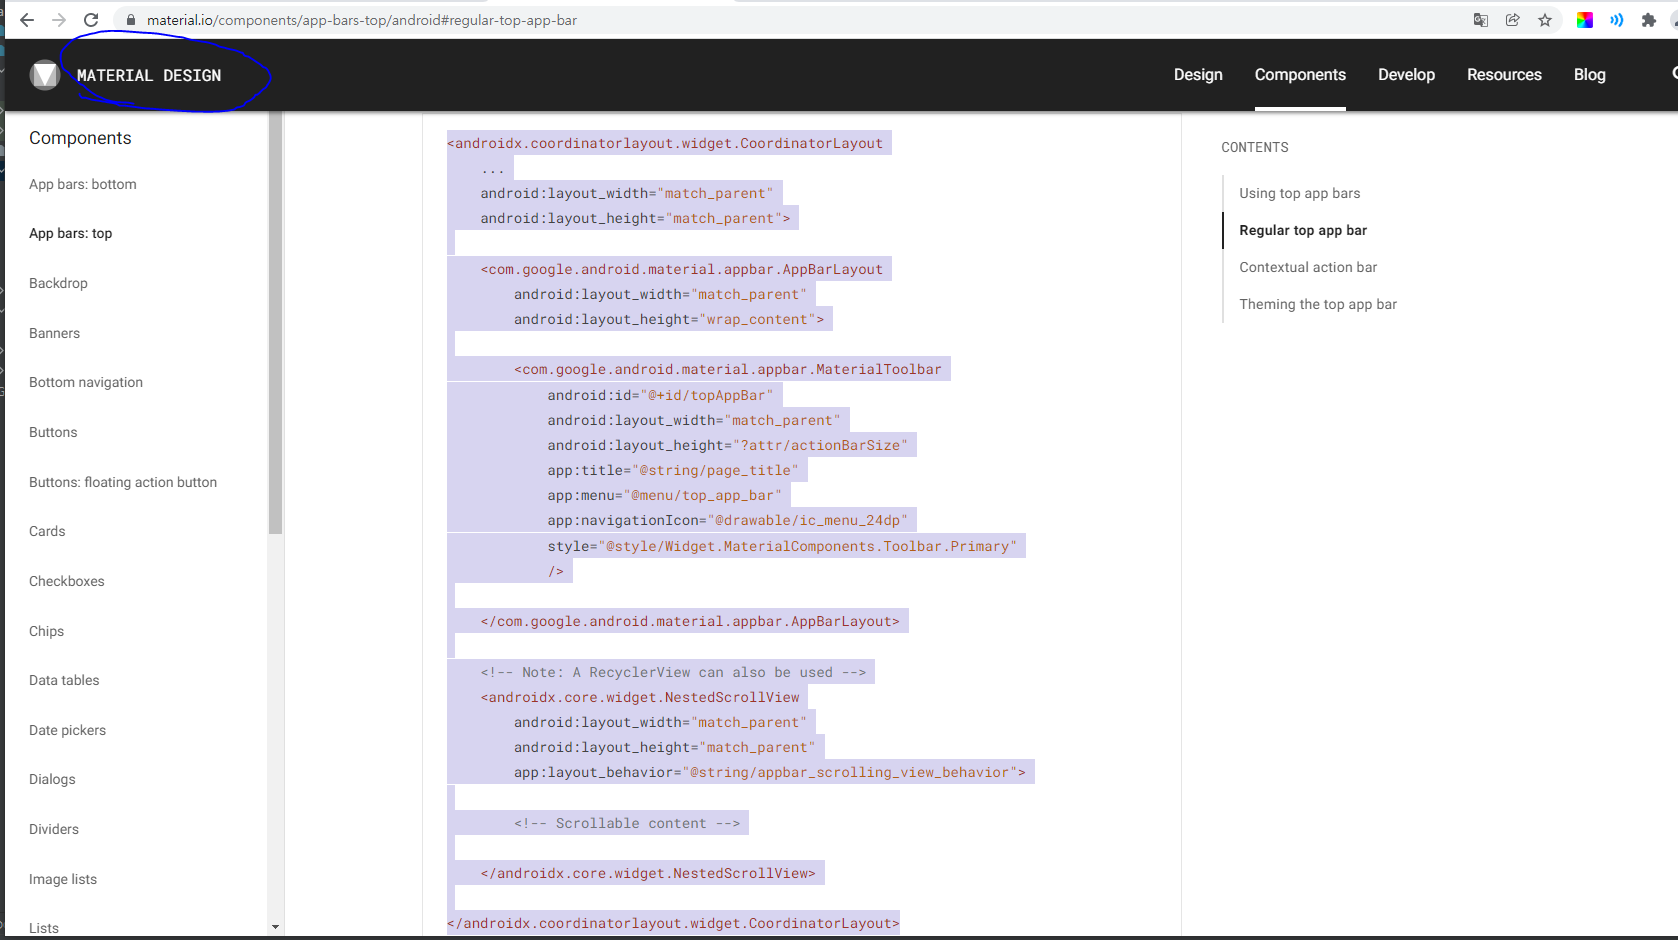 material.io/components/app-bars-top/android#regular-top-app-bar
MATERIAL DESIGN
Design
Components
Develop
Resources
Blog
Components
App bars: bottom
App bars: top
Backdrop
Banners
Bottom navigation
Buttons
Buttons: floating action button
Cards
Checkboxes
Chips
Data tables
Date pickers
Dialogs
Dividers
Image lists
Lists
<androidx.coordinatorlayout.widget.CoordinatorLayout
...
android:layout_width="match_parent"
android:layout_height="match_parent">
<com.google.android.material.appbar.AppBarLayout
android:layout_width="match_parent"
android:layout_height="wrap_content">
<com.google.android.material.appbar.MaterialToolbar
android:id="@+id/topAppBar"
android:layout_width="match_parent"
android:layout_height="?attr/actionBarSize"
app:title="@string/page_title"
app:menu="@menu/top_app_bar"
app:navigationIcon="@drawable/ic_menu_24dp"
style="@style/Widget.MaterialComponents.Toolbar.Primary"
/>
</com.google.android.material.appbar.AppBarLayout>
<!-- Note: A RecyclerView can also be used -->
<androidx.core.widget.NestedScrollView
android:layout_width="match_parent"
android:layout_height="match_parent"
app:layout_behavior="@string/appbar_scrolling_view_behavior">
<!-- Scrollable content -->
</androidx.core.widget.NestedScrollView>
</androidx.coordinatorlayout.widget.CoordinatorLayout>
CONTENTS
Using top app bars
Regular top app bar
Contextual action bar
Theming the top app bar